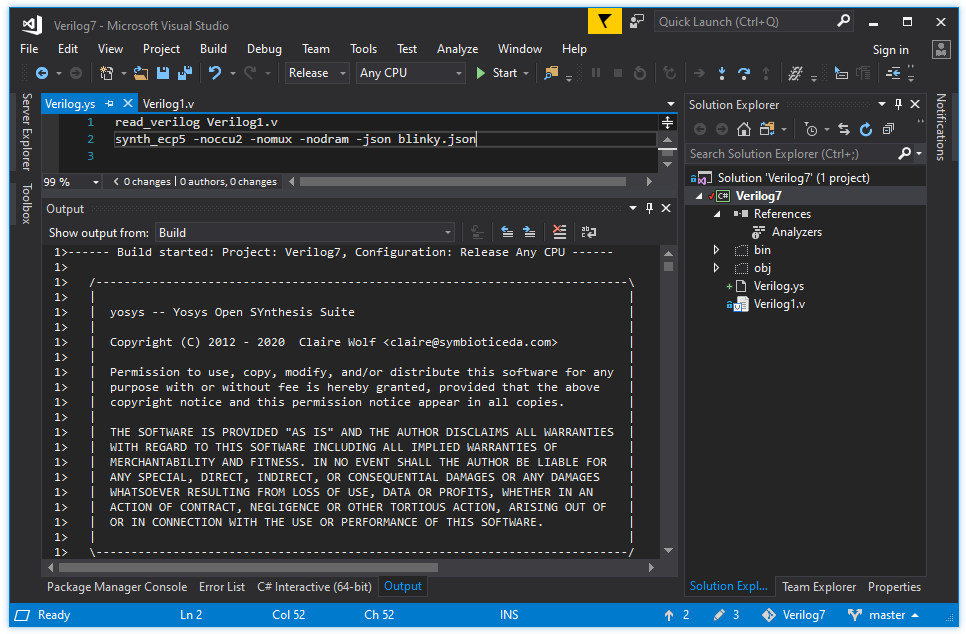 Verilog7 - Microsoft Visual Studio
Quick Launch (Ctrl+Q)
File Edit View Project Build Debug Team Tools Test Analyze Window Help
Sign in
Release
Any CPU
Start
Server Explorer
Toolbox
Verilog.ys
Verilog1.v
1 read_verilog Verilog1.v
2 synth_ecp5 -noccu2 -nomux -nodram -json blinky.json
3
99 %
0 changes | 0 authors, 0 changes
Output
Show output from: Build
1>------ Build started: Project: Verilog7, Configuration: Release Any CPU ------
1>
1> /----------------------------------------------------------------------------\
1> | |
1> | yosys -- Yosys Open SYnthesis Suite |
1> | |
1> | Copyright (C) 2012 - 2020 Claire Wolf <claire@symbioticeda.com> |
1> | |
1> | Permission to use, copy, modify, and/or distribute this software for any |
1> | purpose with or without fee is hereby granted, provided that the above |
1> | copyright notice and this permission notice appear in all copies. |
1> | |
1> | THE SOFTWARE IS PROVIDED "AS IS" AND THE AUTHOR DISCLAIMS ALL WARRANTIES |
1> | WITH REGARD TO THIS SOFTWARE INCLUDING ALL IMPLIED WARRANTIES OF |
1> | MERCHANTABILITY AND FITNESS. IN NO EVENT SHALL THE AUTHOR BE LIABLE FOR |
1> | ANY SPECIAL, DIRECT, INDIRECT, OR CONSEQUENTIAL DAMAGES OR ANY DAMAGES |
1> | WHATSOEVER RESULTING FROM LOSS OF USE, DATA OR PROFITS, WHETHER IN AN |
1> | ACTION OF CONTRACT, NEGLIGENCE OR OTHER TORTIOUS ACTION, ARISING OUT OF |
1> | OR IN CONNECTION WITH THE USE OR PERFORMANCE OF THIS SOFTWARE. |
1> | |
1> \----------------------------------------------------------------------------/
Package Manager Console
Error List
C# Interactive (64-bit)
Output
Solution Explorer
Search Solution Explorer (Ctrl+;)
Solution 'Verilog7' (1 project)
C# Verilog7
References
Analyzers
bin
obj
Verilog.ys
Verilog1.v
Solution Expl...
Team Explorer
Properties
Notifications
Ready
Ln 2
Col 52
Ch 52
INS
2
3
Verilog7
master